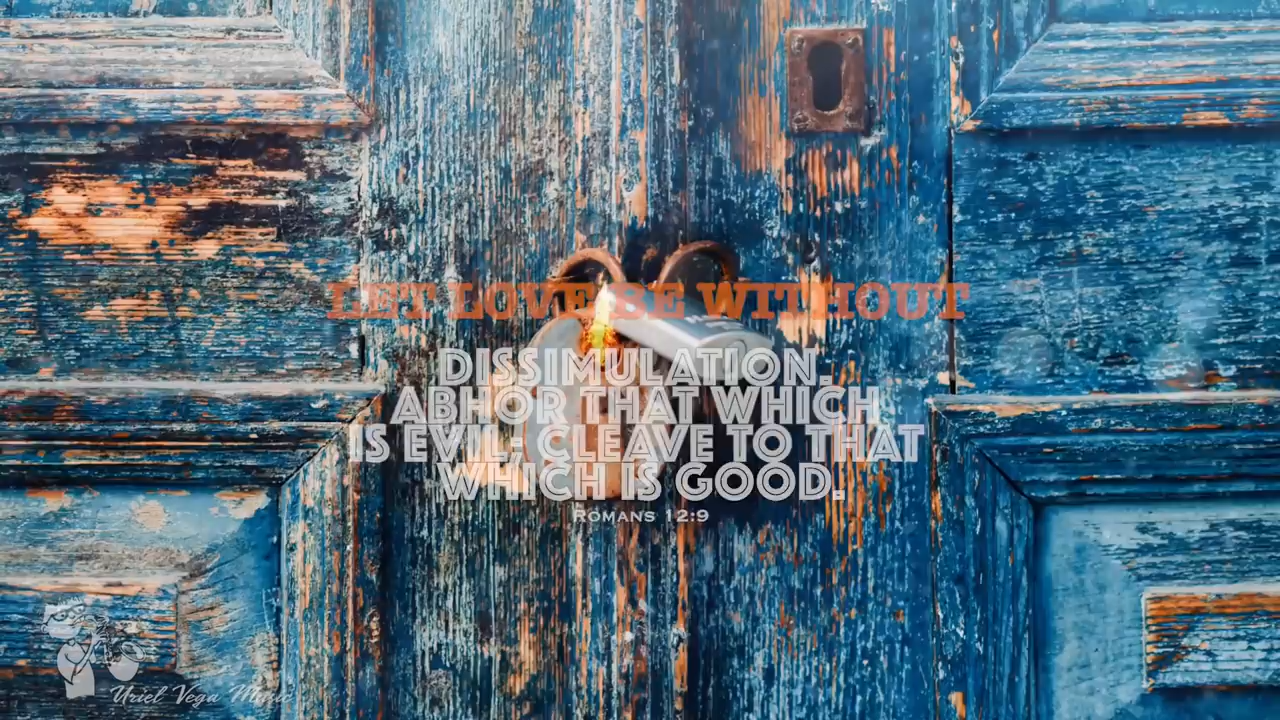 LET LOVE BE WITHOUT
DISSIMULATION.
ABHOR THAT WHICH
IS EVIL; CLEAVE TO THAT
WHICH IS GOOD.
Romans 12:9
Uriel Vega Music